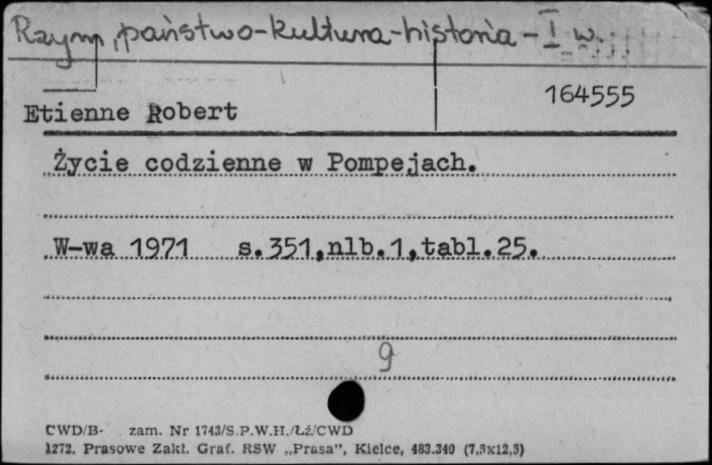 Rzym, państwo-kultura-historia - I w.
164555
Etienne Robert
Życie codzienne w Pompejach.
W-wa 1971 s.351,nlb.1,tabl.25.
9
CWD/B- zam. Nr 1743/S.P.W.H./Łź/CWD
1272. Prasowe Zakł. Graf. RSW „Prasa”, Kielce, 483.340 (7,5x12,5)